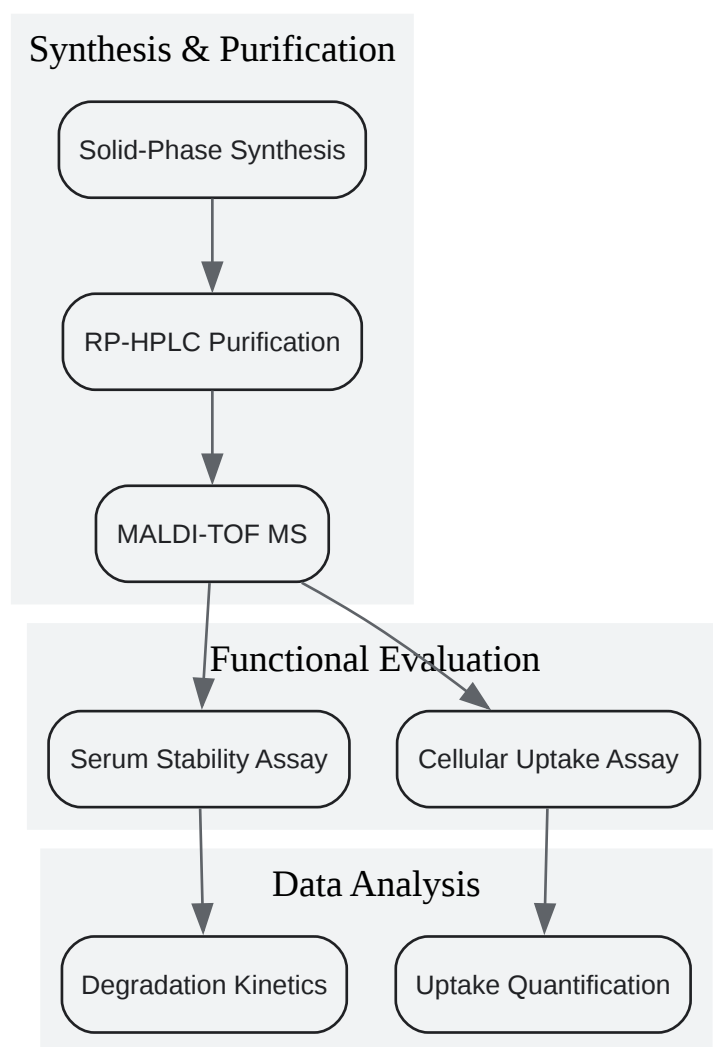 Synthesis & Purification
Solid-Phase Synthesis
RP-HPLC Purification
MALDI-TOF MS
Functional Evaluation
Serum Stability Assay
Cellular Uptake Assay
Data Analysis
Degradation Kinetics
Uptake Quantification